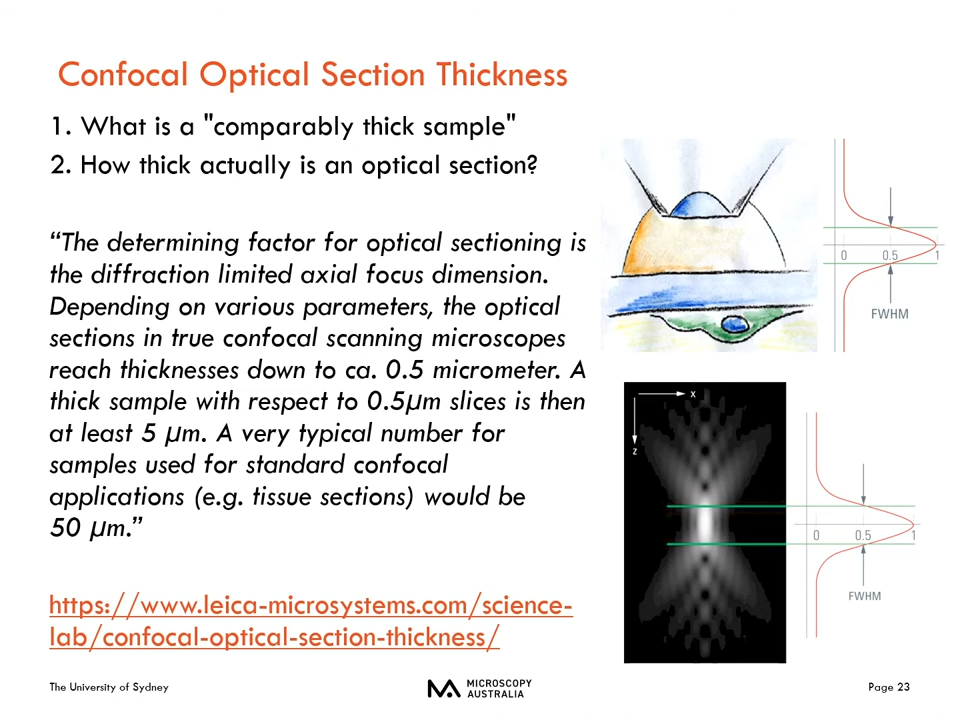 Confocal Optical Section Thickness
1. What is a "comparably thick sample"
2. How thick actually is an optical section?
“The determining factor for optical sectioning is
the diffraction limited axial focus dimension.
Depending on various parameters, the optical
sections in true confocal scanning microscopes
reach thicknesses down to ca. 0.5 micrometer. A
thick sample with respect to 0.5µm slices is then
at least 5 µm. A very typical number for
samples used for standard confocal
applications (e.g. tissue sections) would be
50 µm.”
https://www.leica-microsystems.com/science-
lab/confocal-optical-section-thickness/
0 0.5 1
FWHM
x
z
0 0.5 1
FWHM
The University of Sydney
MICROSCOPY
AUSTRALIA
Page 23